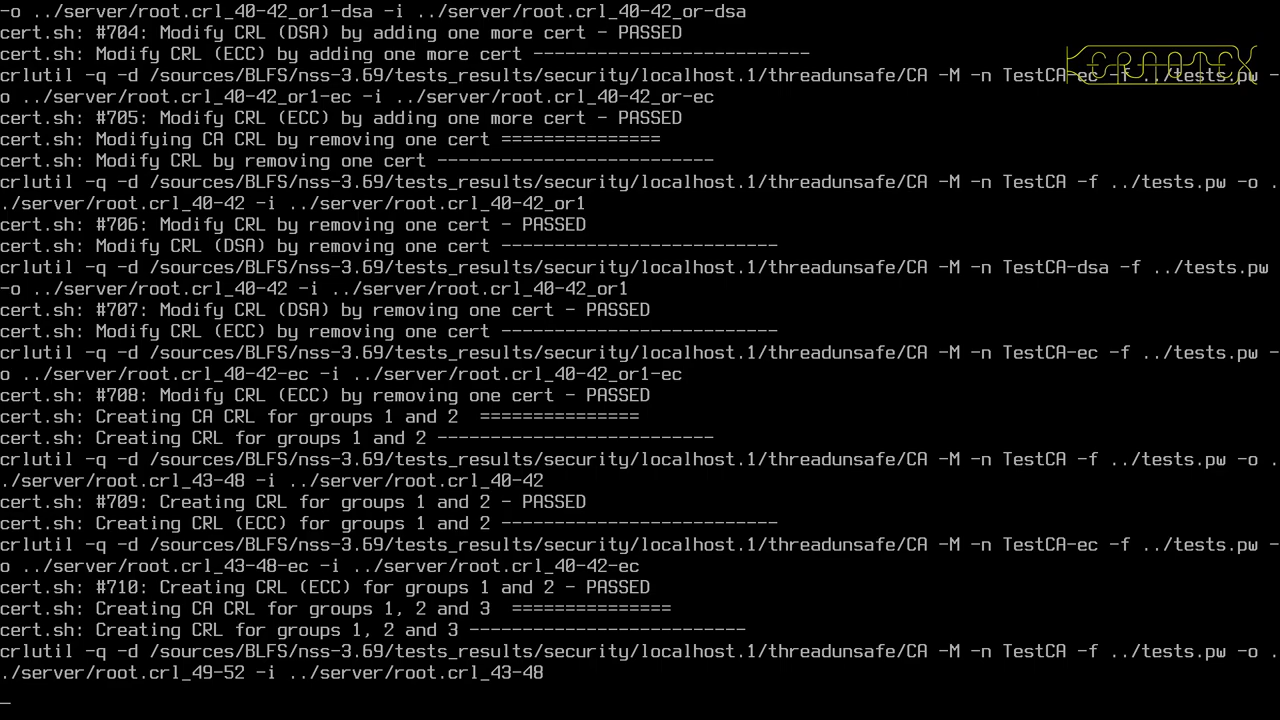 -o ../server/root.crl_40-42_or1-dsa -i ../server/root.crl_40-42_or-dsa
cert.sh: #704: Modify CRL (DSA) by adding one more cert - PASSED
cert.sh: Modify CRL (ECC) by adding one more cert --------------------------
crlutil -q -d /sources/BLFS/nss-3.69/tests_results/security/localhost.1/threadunsafe/CA -M -n TestCA-ec -f ../tests.pw -
o ../server/root.crl_40-42_or1-ec -i ../server/root.crl_40-42_or-ec
cert.sh: #705: Modify CRL (ECC) by adding one more cert - PASSED
cert.sh: Modifying CA CRL by removing one cert ===============
cert.sh: Modify CRL by removing one cert --------------------------
crlutil -q -d /sources/BLFS/nss-3.69/tests_results/security/localhost.1/threadunsafe/CA -M -n TestCA -f ../tests.pw -o .
./server/root.crl_40-42 -i ../server/root.crl_40-42_or1
cert.sh: #706: Modify CRL by removing one cert - PASSED
cert.sh: Modify CRL (DSA) by removing one cert --------------------------
crlutil -q -d /sources/BLFS/nss-3.69/tests_results/security/localhost.1/threadunsafe/CA -M -n TestCA-dsa -f ../tests.pw
-o ../server/root.crl_40-42 -i ../server/root.crl_40-42_or1
cert.sh: #707: Modify CRL (DSA) by removing one cert - PASSED
cert.sh: Modify CRL (ECC) by removing one cert --------------------------
crlutil -q -d /sources/BLFS/nss-3.69/tests_results/security/localhost.1/threadunsafe/CA -M -n TestCA-ec -f ../tests.pw -
o ../server/root.crl_40-42-ec -i ../server/root.crl_40-42_or1-ec
cert.sh: #708: Modify CRL (ECC) by removing one cert - PASSED
cert.sh: Creating CA CRL for groups 1 and 2  ===============
cert.sh: Creating CRL for groups 1 and 2 --------------------------
crlutil -q -d /sources/BLFS/nss-3.69/tests_results/security/localhost.1/threadunsafe/CA -M -n TestCA -f ../tests.pw -o .
./server/root.crl_43-48 -i ../server/root.crl_40-42
cert.sh: #709: Creating CRL for groups 1 and 2 - PASSED
cert.sh: Creating CRL (ECC) for groups 1 and 2 --------------------------
crlutil -q -d /sources/BLFS/nss-3.69/tests_results/security/localhost.1/threadunsafe/CA -M -n TestCA-ec -f ../tests.pw -
o ../server/root.crl_43-48-ec -i ../server/root.crl_40-42-ec
cert.sh: #710: Creating CRL (ECC) for groups 1 and 2 - PASSED
cert.sh: Creating CA CRL for groups 1, 2 and 3  ===============
cert.sh: Creating CRL for groups 1, 2 and 3 --------------------------
crlutil -q -d /sources/BLFS/nss-3.69/tests_results/security/localhost.1/threadunsafe/CA -M -n TestCA -f ../tests.pw -o .
./server/root.crl_49-52 -i ../server/root.crl_43-48